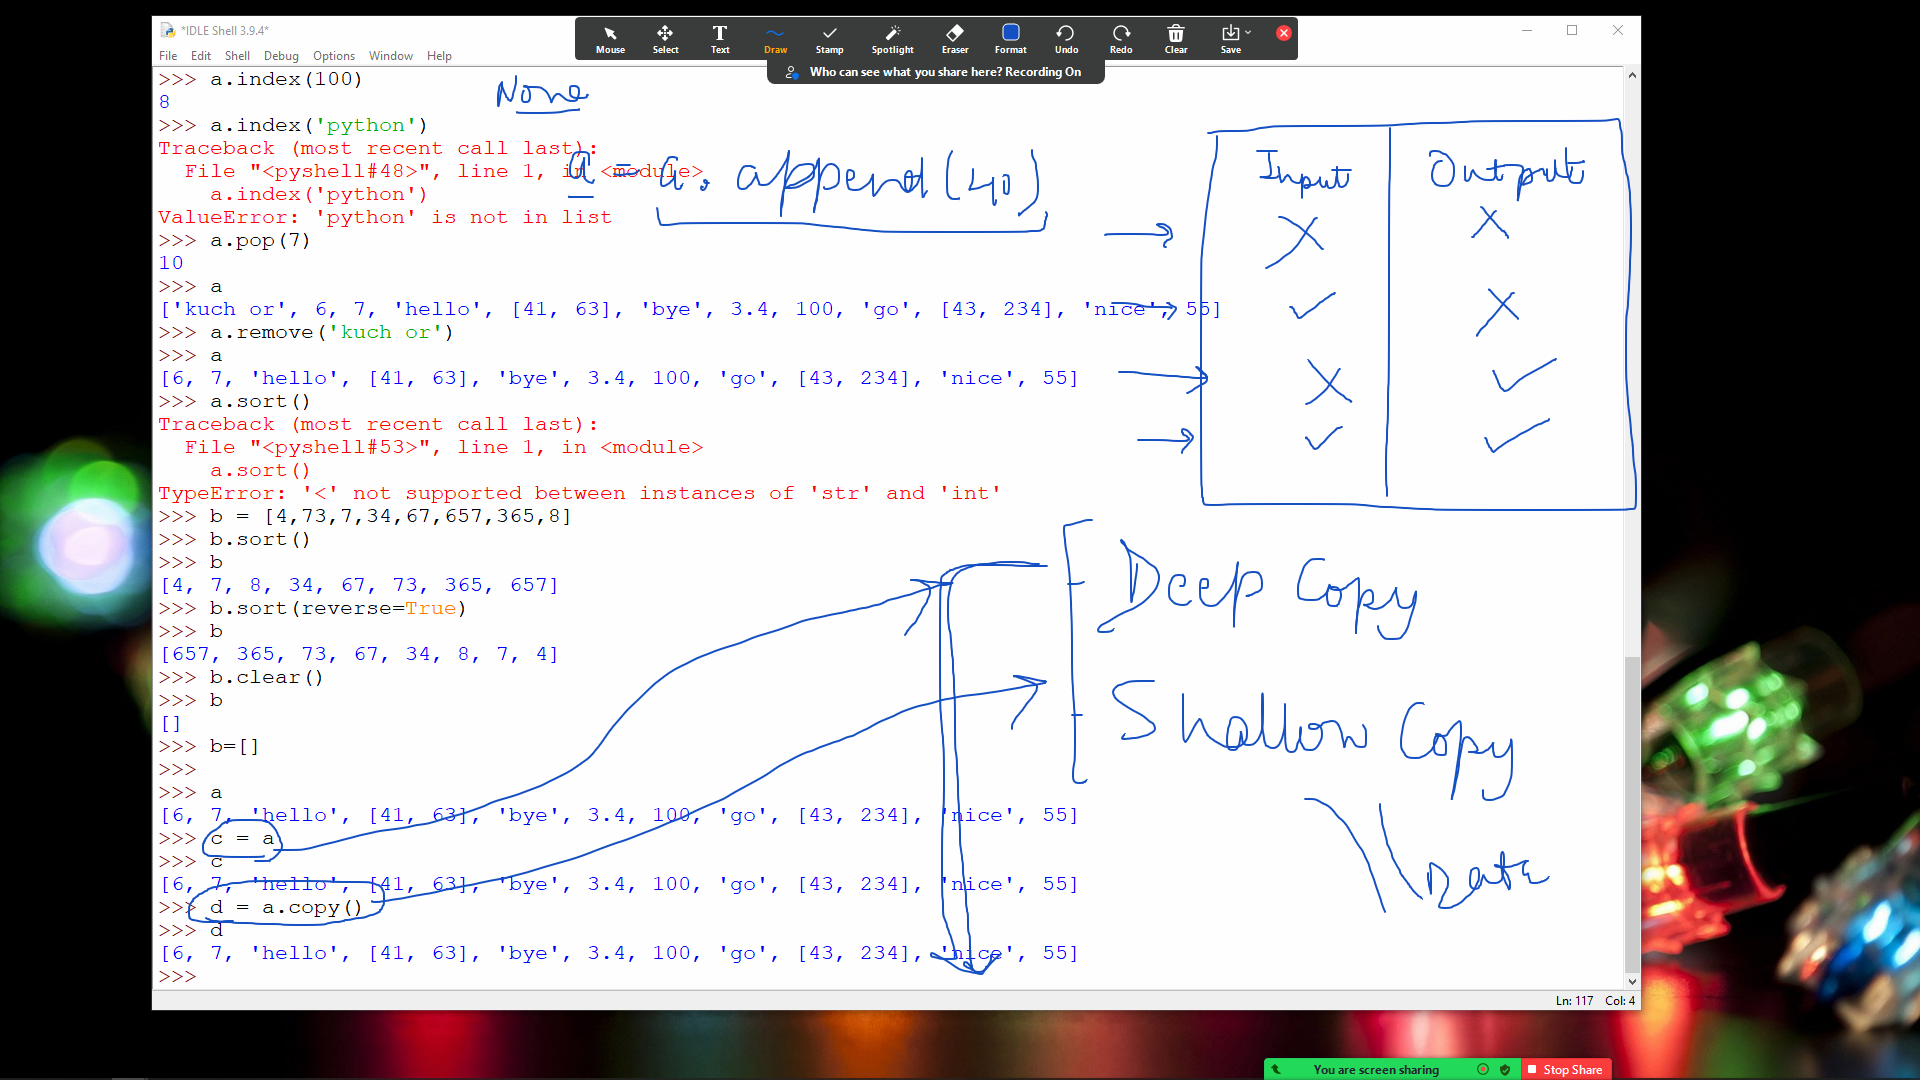 *IDLE Shell 3.9.4*
File Edit Shell Debug Options Window Help
Mouse Select Text Draw Stamp Spotlight Eraser Format Undo Redo Clear Save
Who can see what you share here? Recording On
>>> a.index(100)
8
>>> a.index('python')
Traceback (most recent call last):
  File "<pyshell#48>", line 1, in <module>
    a.index('python')
ValueError: 'python' is not in list
>>> a.pop(7)
10
>>> a
['kuch or', 6, 7, 'hello', [41, 63], 'bye', 3.4, 100, 'go', [43, 234], 'nice', 55]
>>> a.remove('kuch or')
>>> a
[6, 7, 'hello', [41, 63], 'bye', 3.4, 100, 'go', [43, 234], 'nice', 55]
>>> a.sort()
Traceback (most recent call last):
  File "<pyshell#53>", line 1, in <module>
    a.sort()
TypeError: '<' not supported between instances of 'str' and 'int'
>>> b = [4,73,7,34,67,657,365,8]
>>> b.sort()
>>> b
[4, 7, 8, 34, 67, 73, 365, 657]
>>> b.sort(reverse=True)
>>> b
[657, 365, 73, 67, 34, 8, 7, 4]
>>> b.clear()
>>> b
[]
>>> b=[]
>>>
>>> a
[6, 7, 'hello', [41, 63], 'bye', 3.4, 100, 'go', [43, 234], 'nice', 55]
>>> c = a
>>> c
[6, 7, 'hello', [41, 63], 'bye', 3.4, 100, 'go', [43, 234], 'nice', 55]
>>> d = a.copy()
>>> d
[6, 7, 'hello', [41, 63], 'bye', 3.4, 100, 'go', [43, 234], 'nice', 55]
>>>
None
a = a. append(40)
Input Output
Deep Copy
Shallow Copy
Ln: 117 Col: 4
You are screen sharing Stop Share